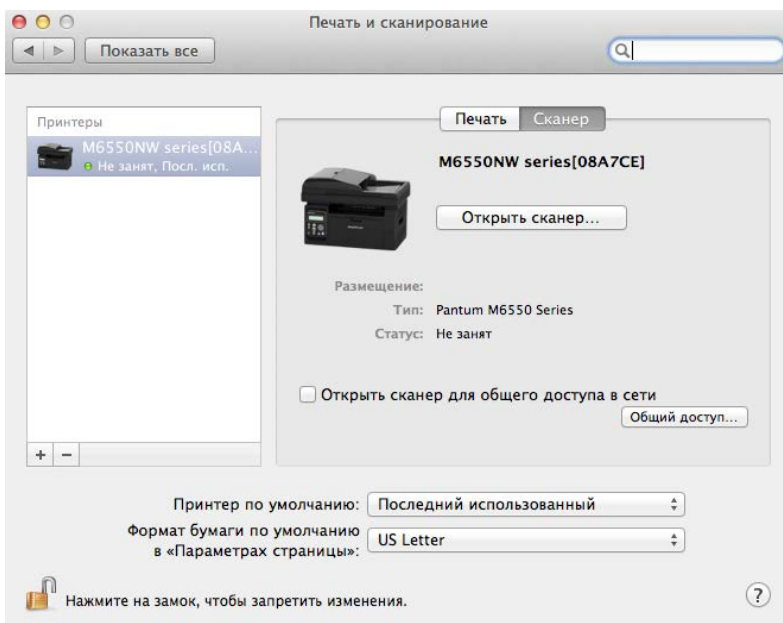 Печать и сканирование
Показать все
Принтеры
M6550NW series[08A...
Не занят, Посл. исп.
Печать Сканер
M6550NW series[08A7CE]
Открыть сканер...
Размещение:
Тип: Pantum M6550 Series
Статус: Не занят
Открыть сканер для общего доступа в сети
Общий доступ...
+ −
Принтер по умолчанию: Последний использованный
Формат бумаги по умолчанию
в «Параметрах страницы»: US Letter
Нажмите на замок, чтобы запретить изменения.
?